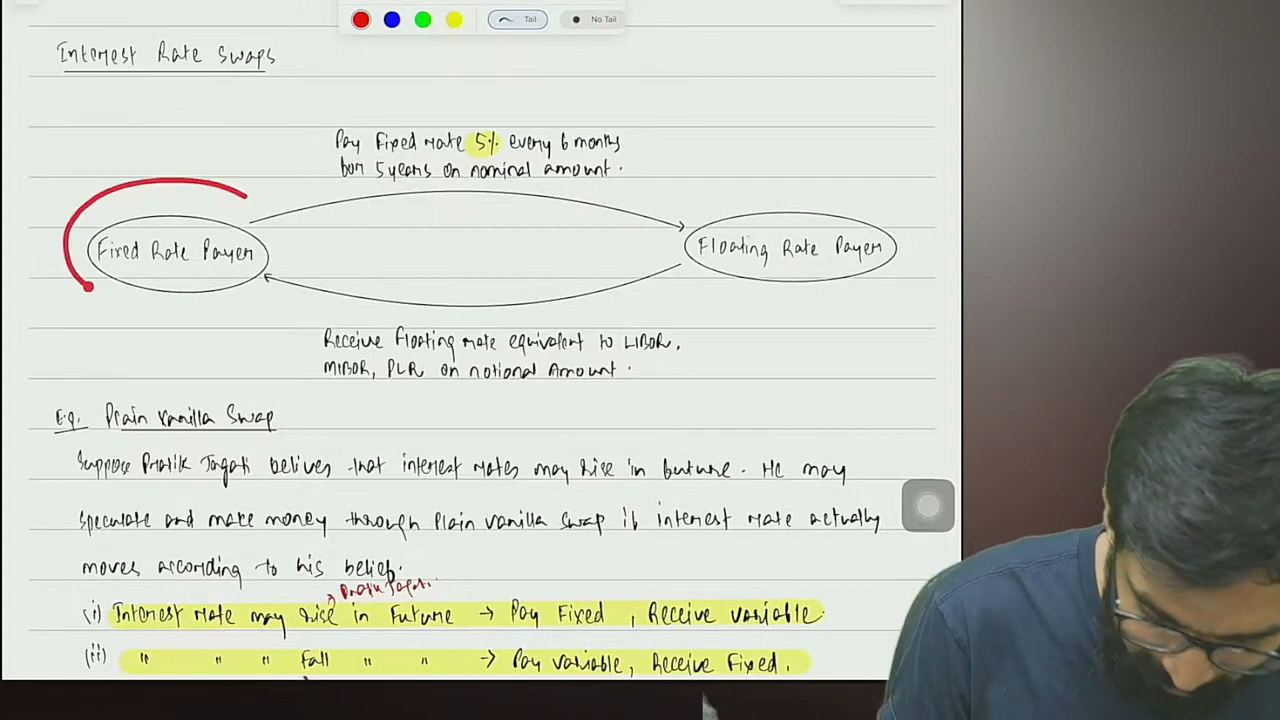 Tail
No Tail
Interest Rate Swaps
Pay Fixed rate 5% every 6 months
for 5 years on nominal amount.
Fixed Rate Payer
Floating Rate Payer
Receive Floating rate equivalent to LIBOR,
MIBOR, PLR on notional Amount.
E.g. Plain Vanilla Swap
Suppose Pratik Jagati belives that interest rates may rise in future. He may
speculate and make money through plain vanilla swap if interest rate actually
moves according to his belief.
Pratik Jagati
(i) Interest rate may rise in Future → Pay Fixed, Receive variable.
(ii) " " " Fall " " → Pay variable, Receive Fixed.